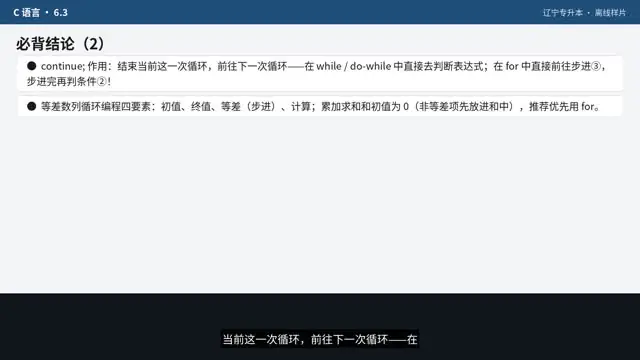 C 语言 • 6.3
辽宁专升本 • 离线样片
必背结论（2）
● continue; 作用：结束当前这一次循环，前往下一次循环——在 while / do-while 中直接去判断表达式；在 for 中直接前往步进③，
步进完再判条件②！
● 等差数列循环编程四要素：初值、终值、等差（步进）、计算；累加求和和初值为 0（非等差项先放进和中），推荐优先用 for。
当前这一次循环，前往下一次循环——在